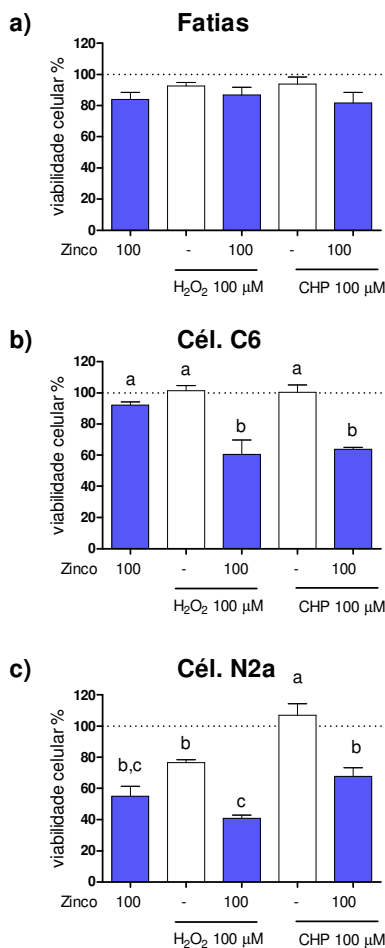 a) Fatias
viabilidade celular %
120
100
80
60
40
20
0
Zinco 100 - 100 - 100
H₂O₂ 100 μM CHP 100 μM
b) Cél. C6
viabilidade celular %
120
100
80
60
40
20
0
a a b a b
Zinco 100 - 100 - 100
H₂O₂ 100 μM CHP 100 μM
c) Cél. N2a
viabilidade celular %
120
100
80
60
40
20
0
b,c b c a b
Zinco 100 - 100 - 100
H₂O₂ 100 μM CHP 100 μM